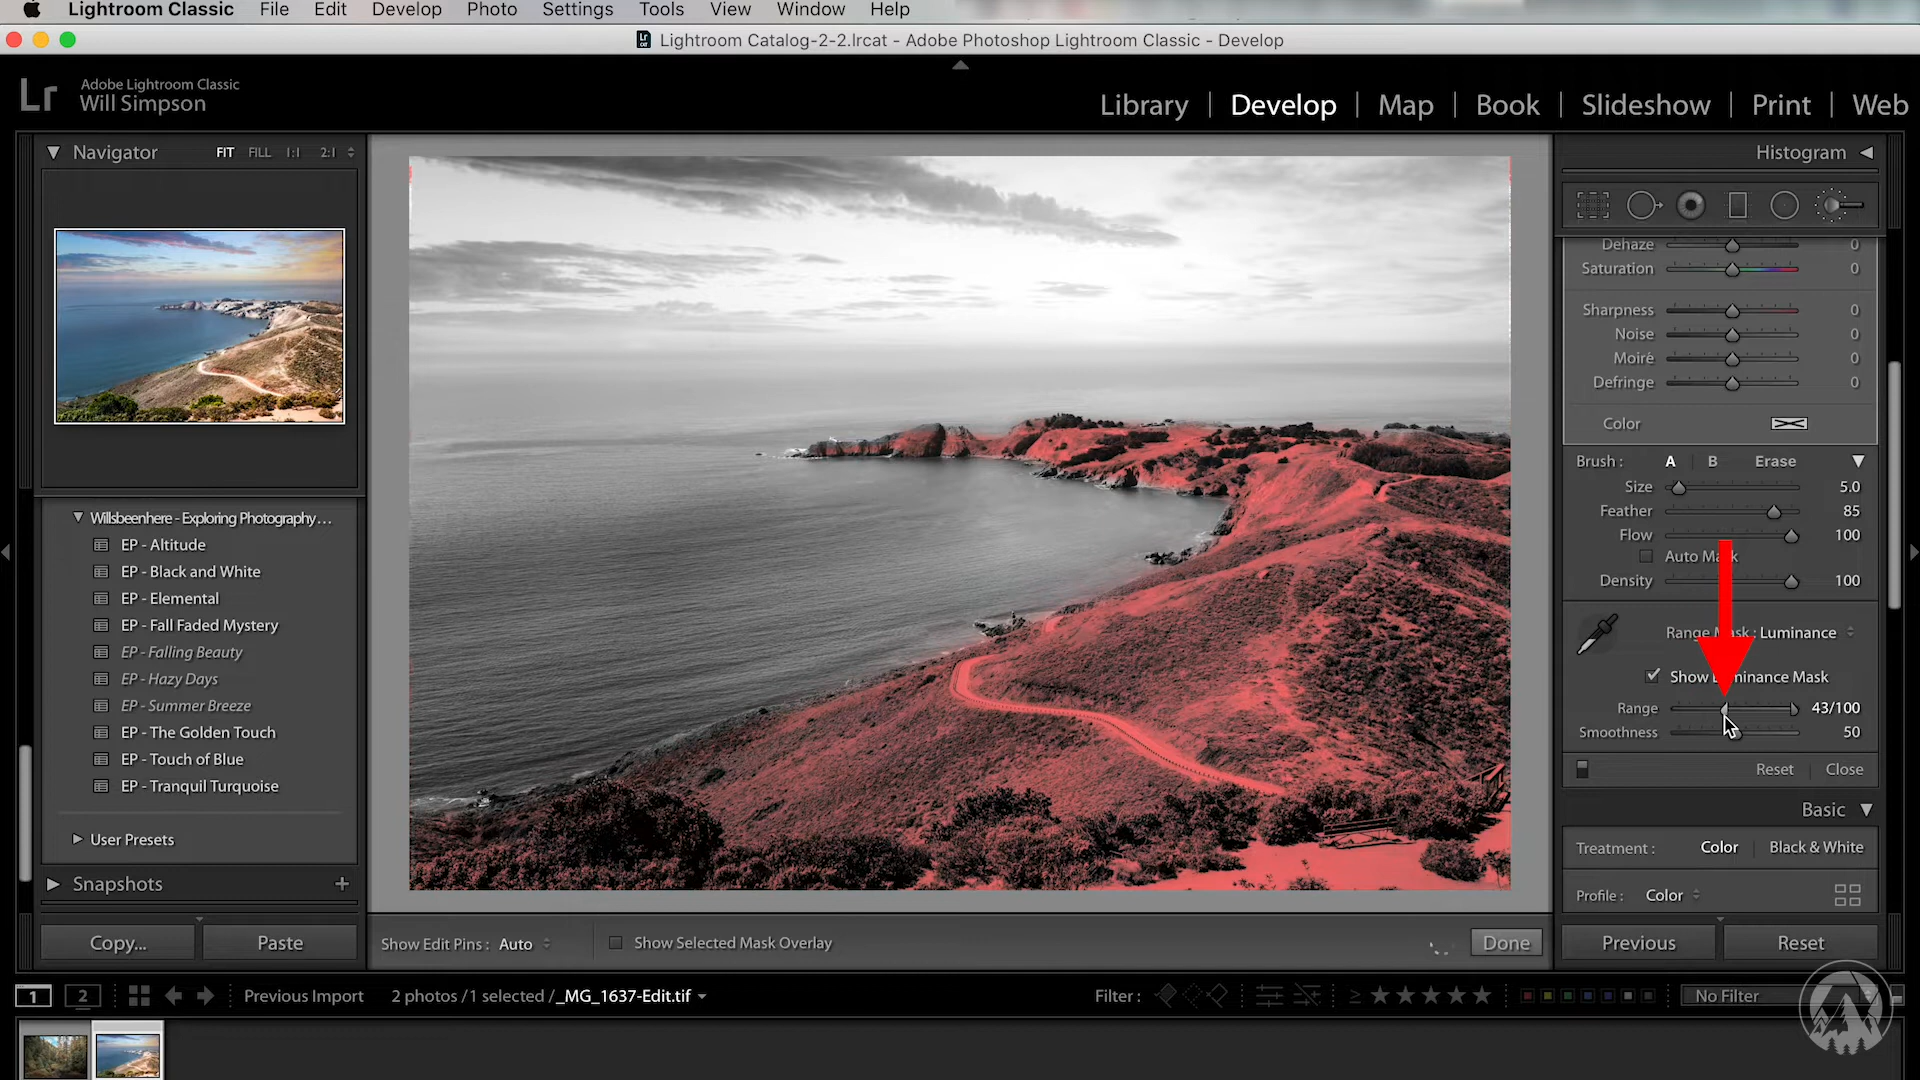 Lightroom Classic File Edit Develop Photo Settings Tools View Window Help
Lightroom Catalog-2-2.lrcat - Adobe Photoshop Lightroom Classic - Develop
Lr Adobe Lightroom Classic
Will Simpson
Library | Develop | Map | Book | Slideshow | Print | Web
Navigator FIT FILL 1:1 2:1
Histogram
Dehaze 0
Saturation 0
Sharpness 0
Noise 0
Moiré 0
Defringe 0
Color
Brush : A B Erase
Size 5.0
Feather 85
Flow 100
Auto Mask
Density 100
Range Mask : Luminance
Show Luminance Mask
Range 43/100
Smoothness 50
Reset Close
Basic
Treatment : Color Black & White
Profile : Color
Willsbeenhere - Exploring Photography...
EP - Altitude
EP - Black and White
EP - Elemental
EP - Fall Faded Mystery
EP - Falling Beauty
EP - Hazy Days
EP - Summer Breeze
EP - The Golden Touch
EP - Touch of Blue
EP - Tranquil Turquoise
User Presets
Snapshots +
Copy... Paste
Show Edit Pins : Auto Show Selected Mask Overlay Done
Previous Reset
1 2 Previous Import 2 photos /1 selected /_MG_1637-Edit.tif Filter : ≥ No Filter